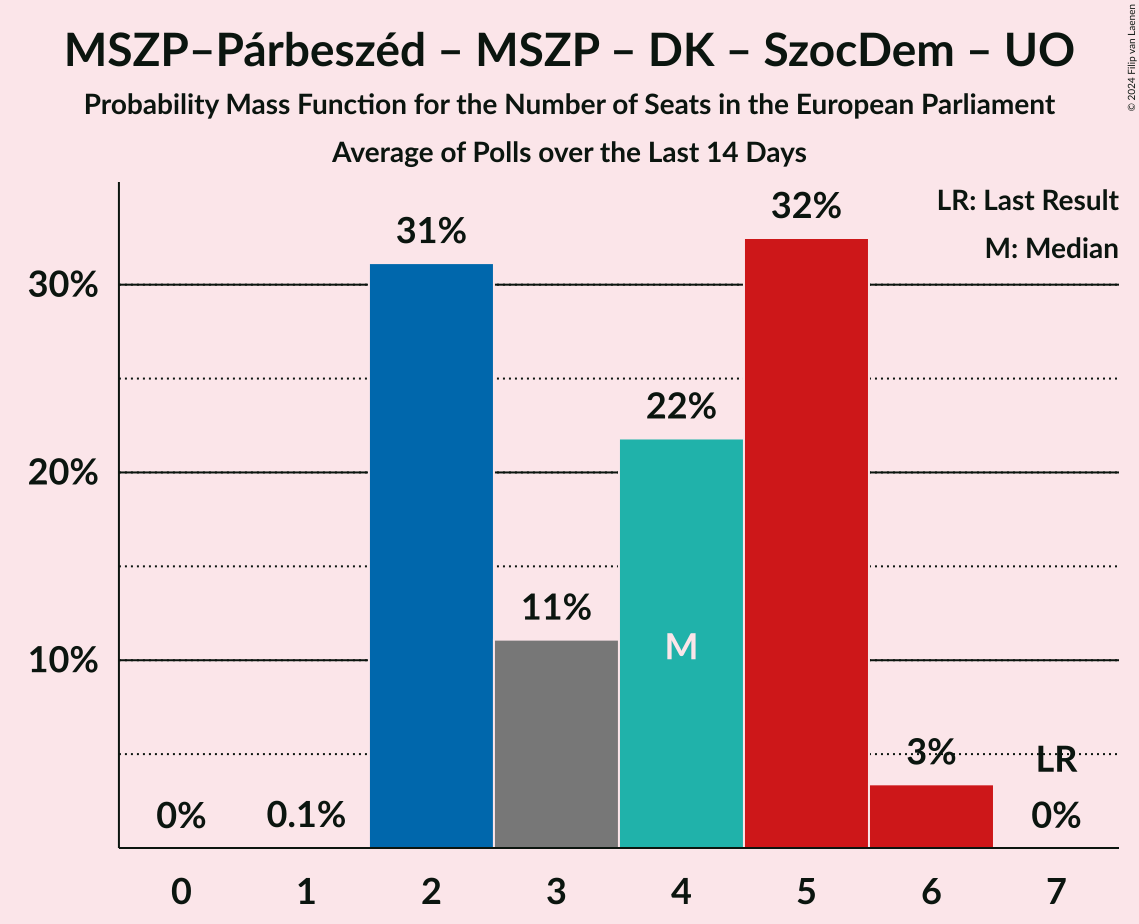 MSZP–Párbeszéd – MSZP – DK – SzocDem – UO
Probability Mass Function for the Number of Seats in the European Parliament
Average of Polls over the Last 14 Days
© 2024 Filip van Laenen
LR: Last Result
M: Median
30%
20%
10%
0%
0.1%
31%
11%
22%
M
32%
3%
LR
0%
0 1 2 3 4 5 6 7